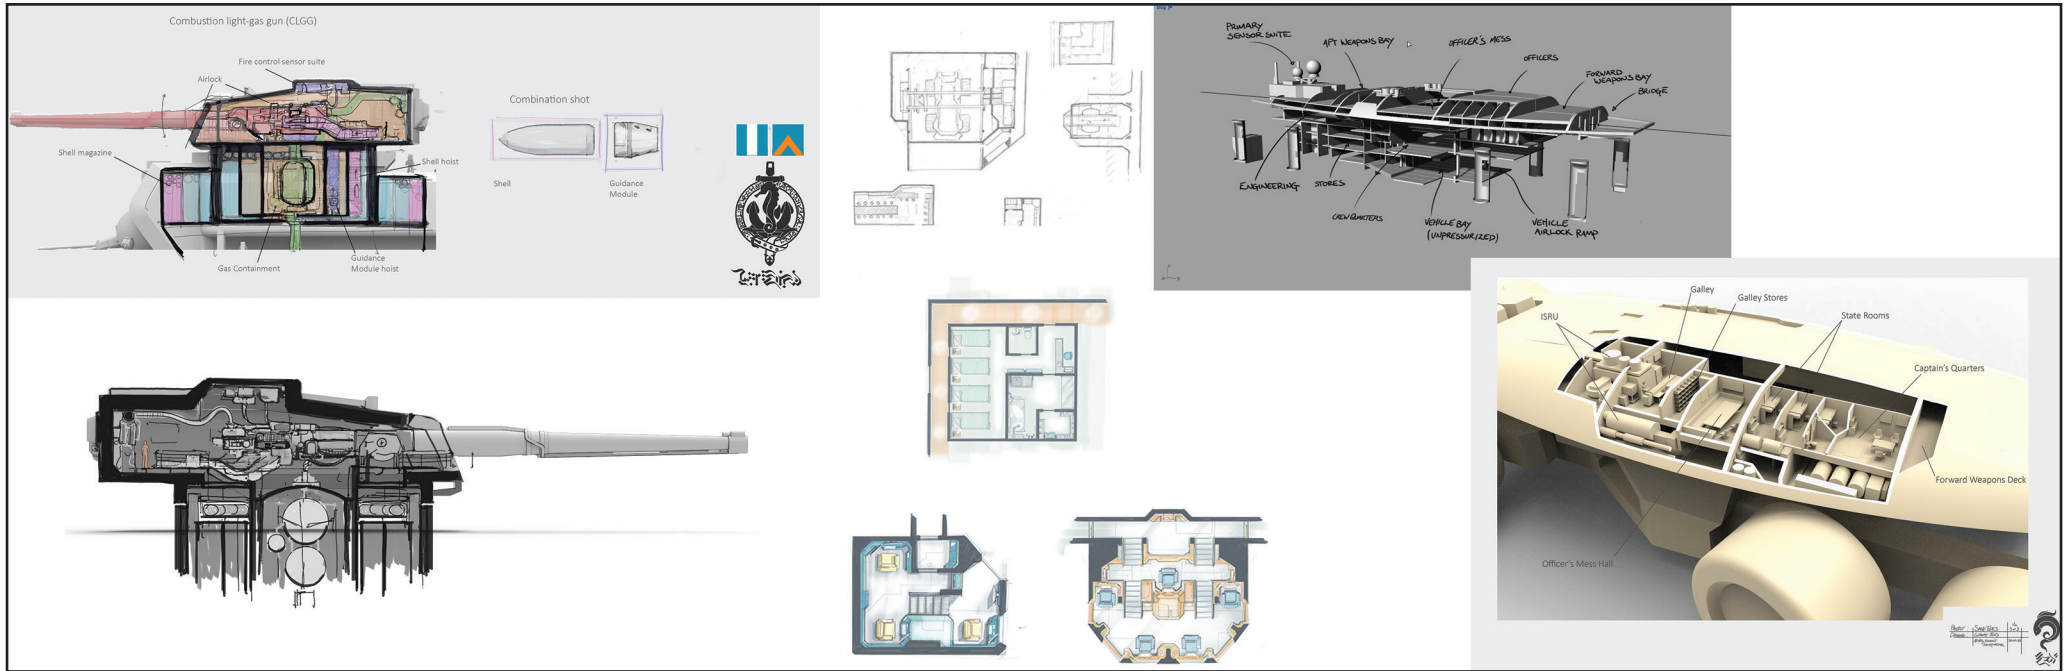 Combustion light-gas gun (CLGG)
Fire control sensor suite
Airlock
Shell magazine
Shell hoist
Gas Containment
Guidance
Module hoist
Combination shot
Shell
Guidance
Module
PRIMARY
SENSOR SUITE
AFT WEAPONS BAY
OFFICER'S MESS
OFFICERS
FORWARD
WEAPONS BAY
BRIDGE
ENGINEERING
STORES
CREW QUARTERS
VEHICLE BAY
(UNPRESSURIZED)
VEHICLE
AIRLOCK RAMP
Galley
Galley Stores
ISRU
State Rooms
Captain's Quarters
Forward Weapons Deck
Officer's Mess Hall